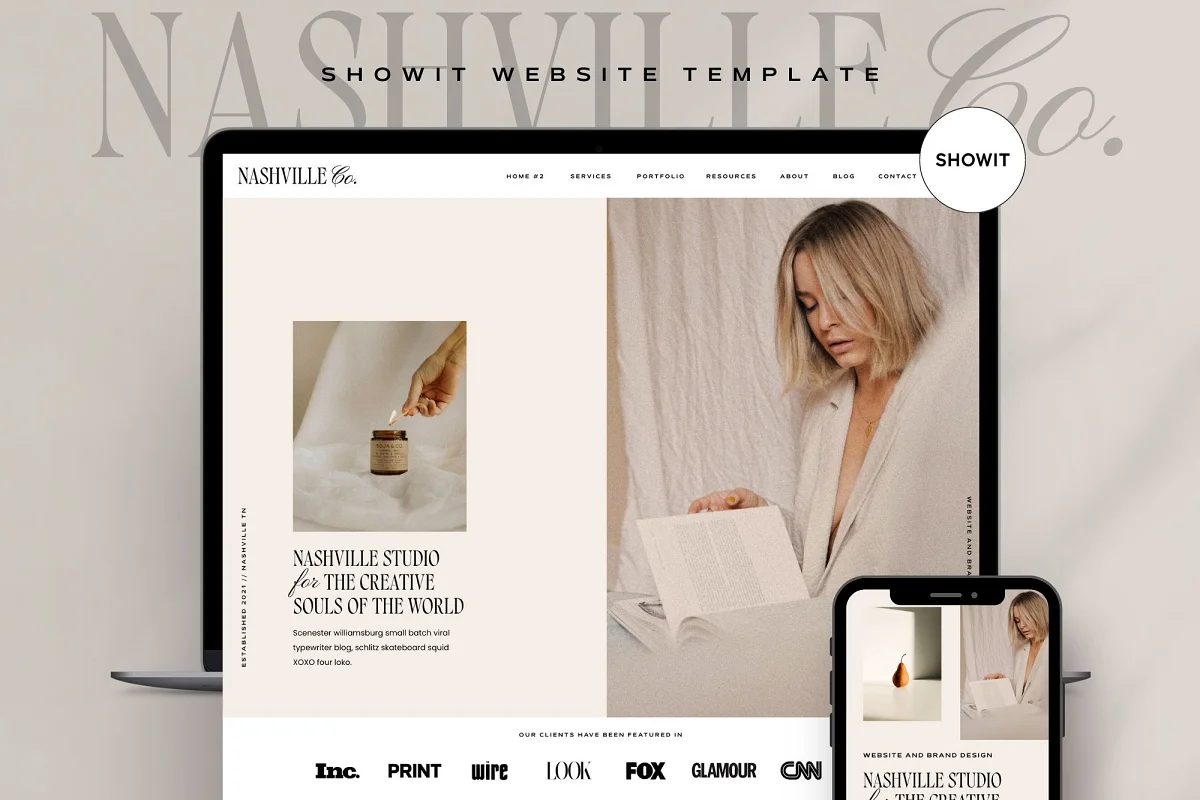 NASHVILLE Co.
SHOWIT WEBSITE TEMPLATE
SHOWIT
NASHVILLE Co.
HOME #2 SERVICES PORTFOLIO RESOURCES ABOUT BLOG CONTACT
ESTABLISHED 2021 // NASHVILLE TN
NASHVILLE STUDIO
for THE CREATIVE
SOULS OF THE WORLD
Scenester williamsburg small batch viral
typewriter blog, schlitz skateboard squid
XOXO four loko.
WEBSITE AND BRA
OUR CLIENTS HAVE BEEN FEATURED IN
Inc. PRINT wire LOOK FOX GLAMOUR CNN
WEBSITE AND BRAND DESIGN
NASHVILLE STUDIO
for THE CREATIVE